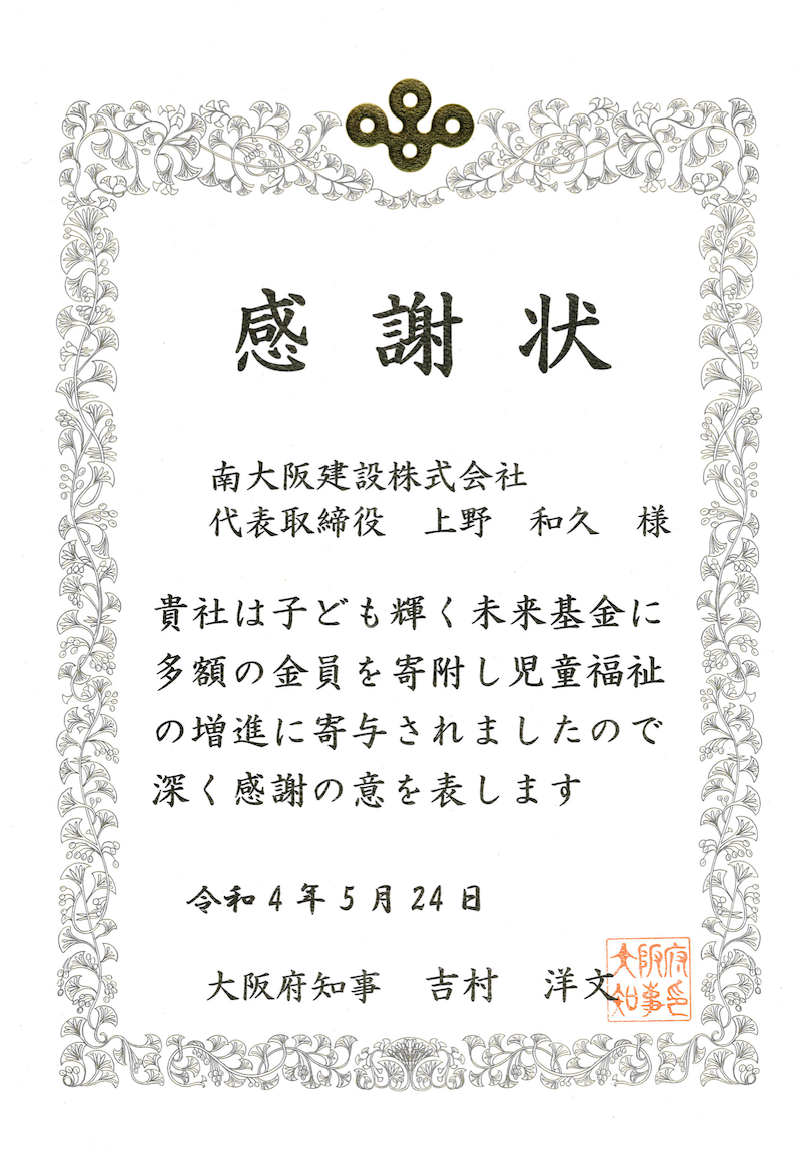 感謝状
南大阪建設株式会社
代表取締役 上野 和久 様
貴社は子ども輝く未来基金に
多額の金員を寄附し児童福祉
の増進に寄与されましたので
深く感謝の意を表します
令和4年5月24日
大阪府知事 吉村 洋文
大阪府
知事印